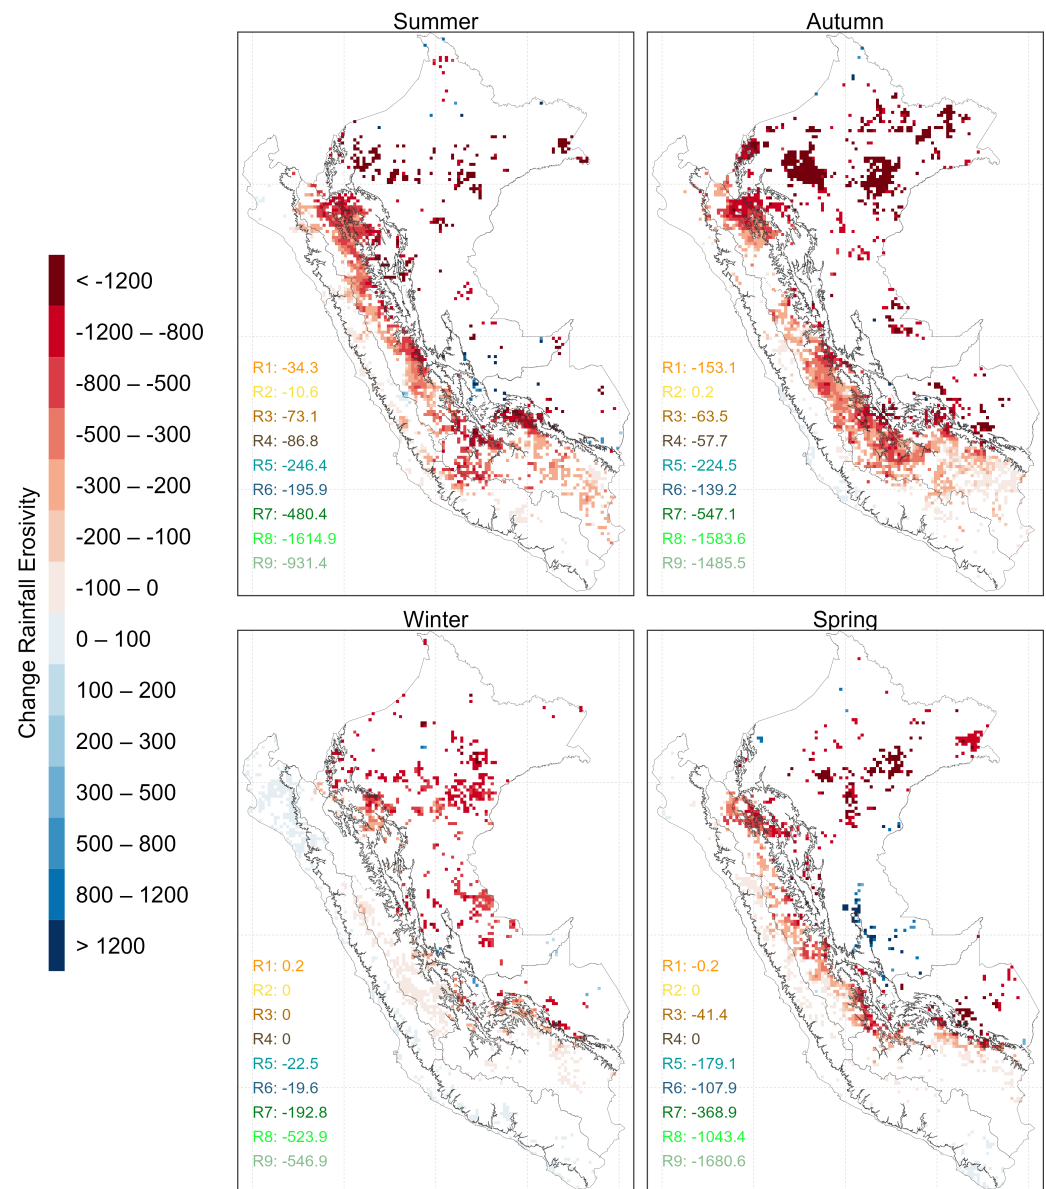 Summer
Autumn
Change Rainfall Erosivity
< -1200
-1200 – -800
-800 – -500
-500 – -300
-300 – -200
-200 – -100
-100 – 0
0 – 100
100 – 200
200 – 300
300 – 500
500 – 800
800 – 1200
> 1200
R1: -34.3
R2: -10.6
R3: -73.1
R4: -86.8
R5: -246.4
R6: -195.9
R7: -480.4
R8: -1614.9
R9: -931.4
R1: -153.1
R2: 0.2
R3: -63.5
R4: -57.7
R5: -224.5
R6: -139.2
R7: -547.1
R8: -1583.6
R9: -1485.5
Winter
Spring
R1: 0.2
R2: 0
R3: 0
R4: 0
R5: -22.5
R6: -19.6
R7: -192.8
R8: -523.9
R9: -546.9
R1: -0.2
R2: 0
R3: -41.4
R4: 0
R5: -179.1
R6: -107.9
R7: -368.9
R8: -1043.4
R9: -1680.6